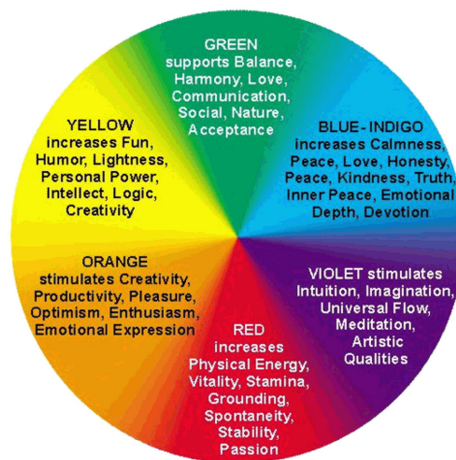 GREEN
supports Balance,
Harmony, Love,
Communication,
Social, Nature,
Acceptance
YELLOW
increases Fun,
Humor, Lightness,
Personal Power,
Intellect, Logic,
Creativity
BLUE-INDIGO
increases Calmness,
Peace, Love, Honesty,
Peace, Kindness, Truth,
Inner Peace, Emotional
Depth, Devotion
ORANGE
stimulates Creativity,
Productivity, Pleasure,
Optimism, Enthusiasm,
Emotional Expression
VIOLET stimulates
Intuition, Imagination,
Universal Flow,
Meditation,
Artistic
Qualities
RED
increases
Physical Energy,
Vitality, Stamina,
Grounding,
Spontaneity,
Stability,
Passion